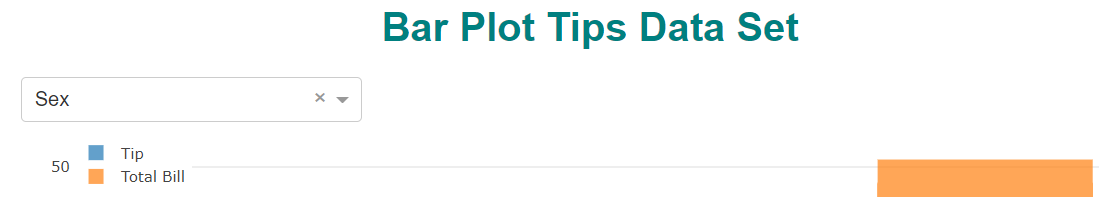 Bar Plot Tips Data Set
Sex × 
Tip
50
Total Bill